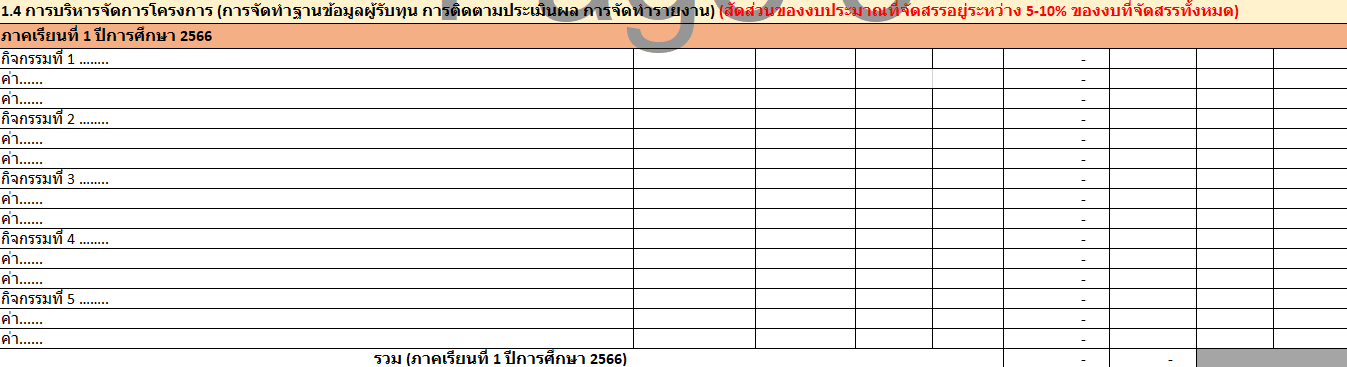 1.4 การบริหารจัดการโครงการ (การจัดทำฐานข้อมูลผู้รับทุน การติดตามประเมินผล การจัดทำรายงาน) (สัดส่วนของงบประมาณที่จัดสรรอยู่ระหว่าง 5-10% ของงบที่จัดสรรทั้งหมด)
ภาคเรียนที่ 1 ปีการศึกษา 2566
กิจกรรมที่ 1 ........ -
ค่า...... -
ค่า...... -
กิจกรรมที่ 2 ........ -
ค่า...... -
ค่า...... -
กิจกรรมที่ 3 ........ -
ค่า...... -
ค่า...... -
กิจกรรมที่ 4 ........ -
ค่า...... -
ค่า...... -
กิจกรรมที่ 5 ........ -
ค่า...... -
ค่า...... -
รวม (ภาคเรียนที่ 1 ปีการศึกษา 2566) - -